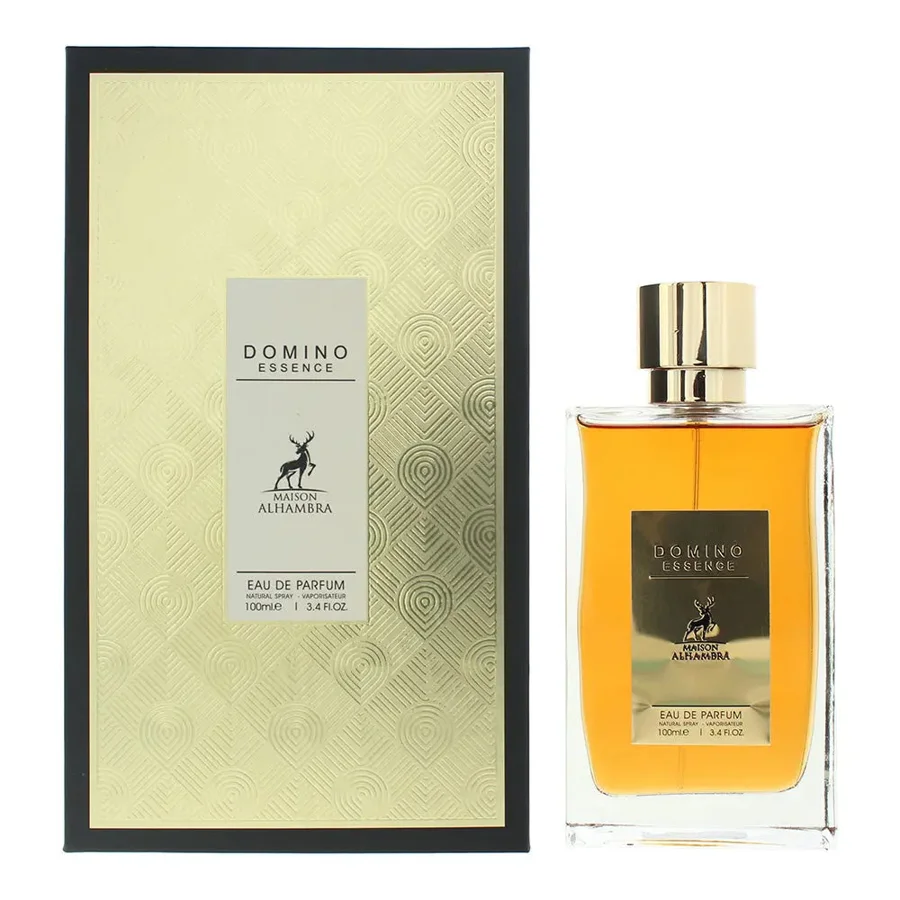 DOMINO
ESSENCE
MAISON
ALHAMBRA
EAU DE PARFUM
NATURAL SPRAY - VAPORISATEUR
100ml.e | 3.4 FL.OZ.
DOMINO
ESSENCE
MAISON
ALHAMBRA
EAU DE PARFUM
NATURAL SPRAY - VAPORISATEUR
100ml.e | 3.4 FL.OZ.